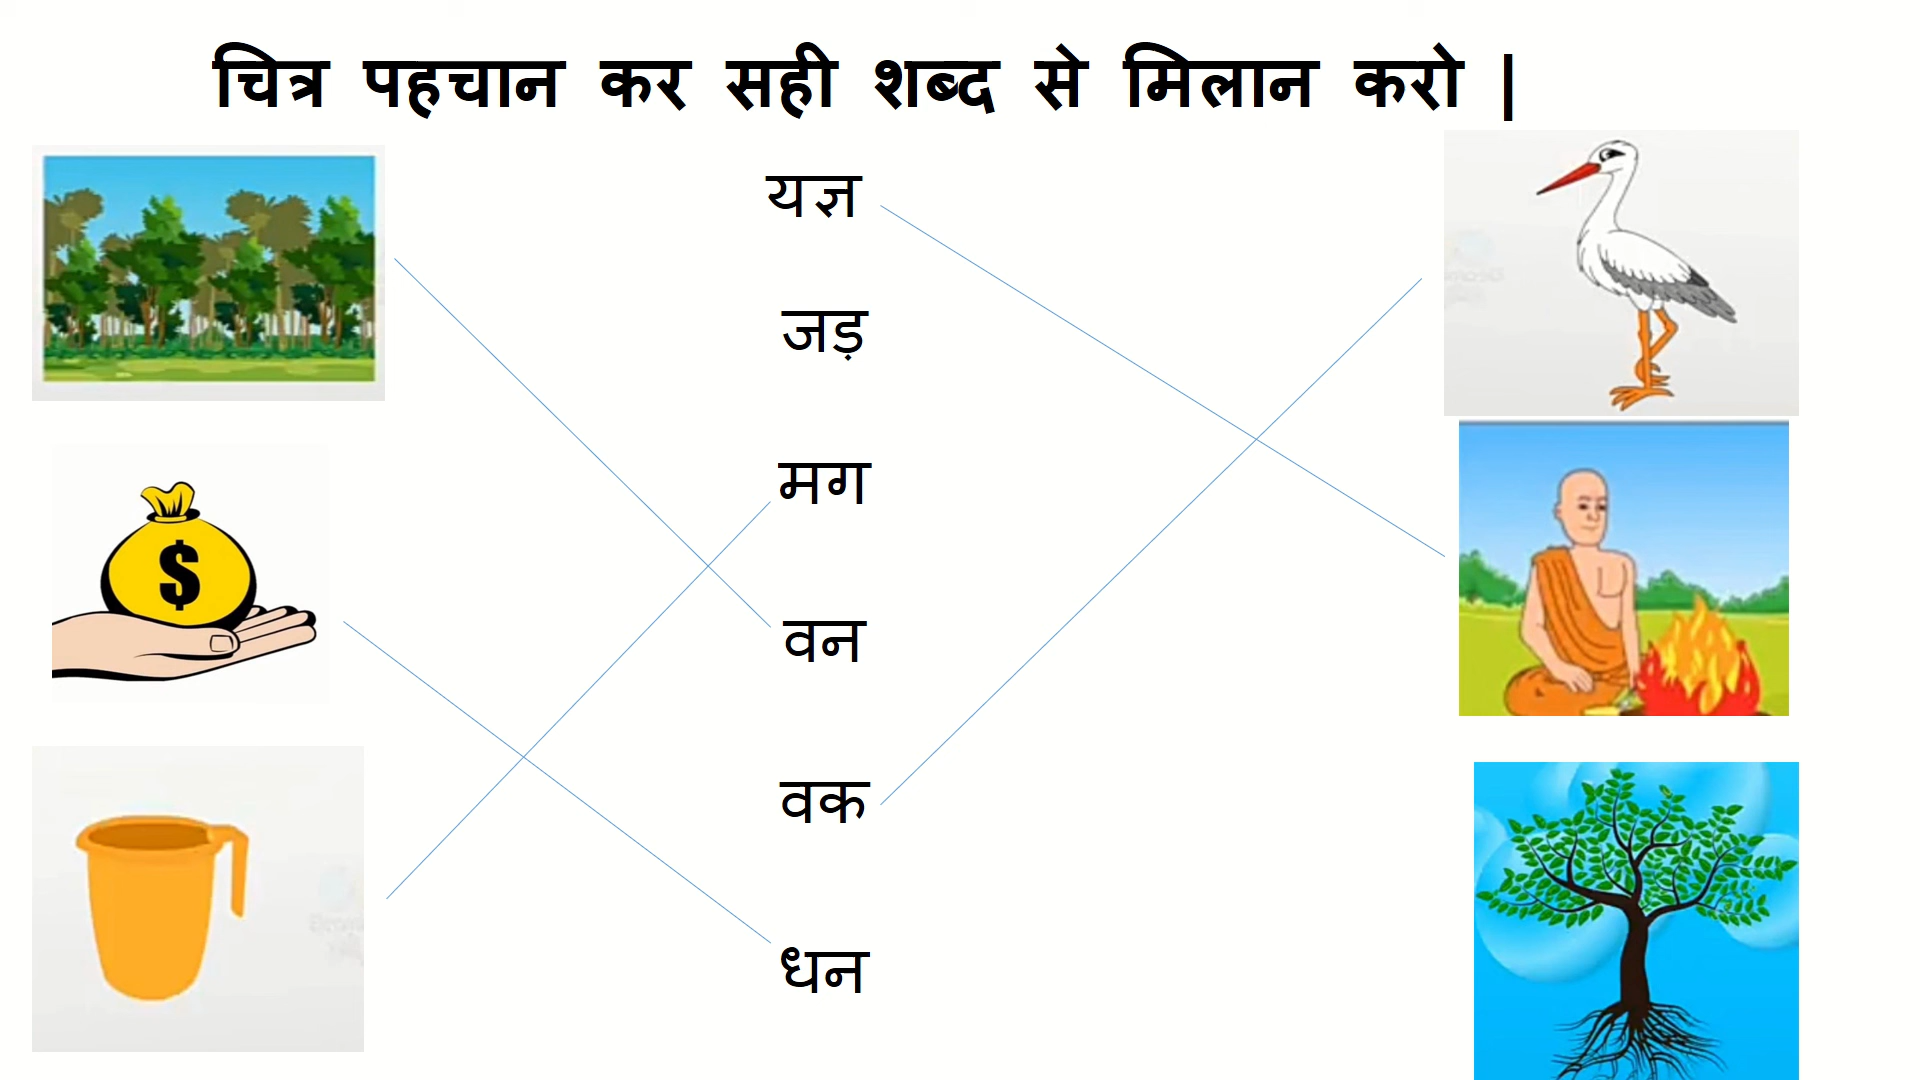 चित्र पहचान कर सही शब्द से मिलान करो |
यज्ञ
जड़
मग
वन
वक
धन
$